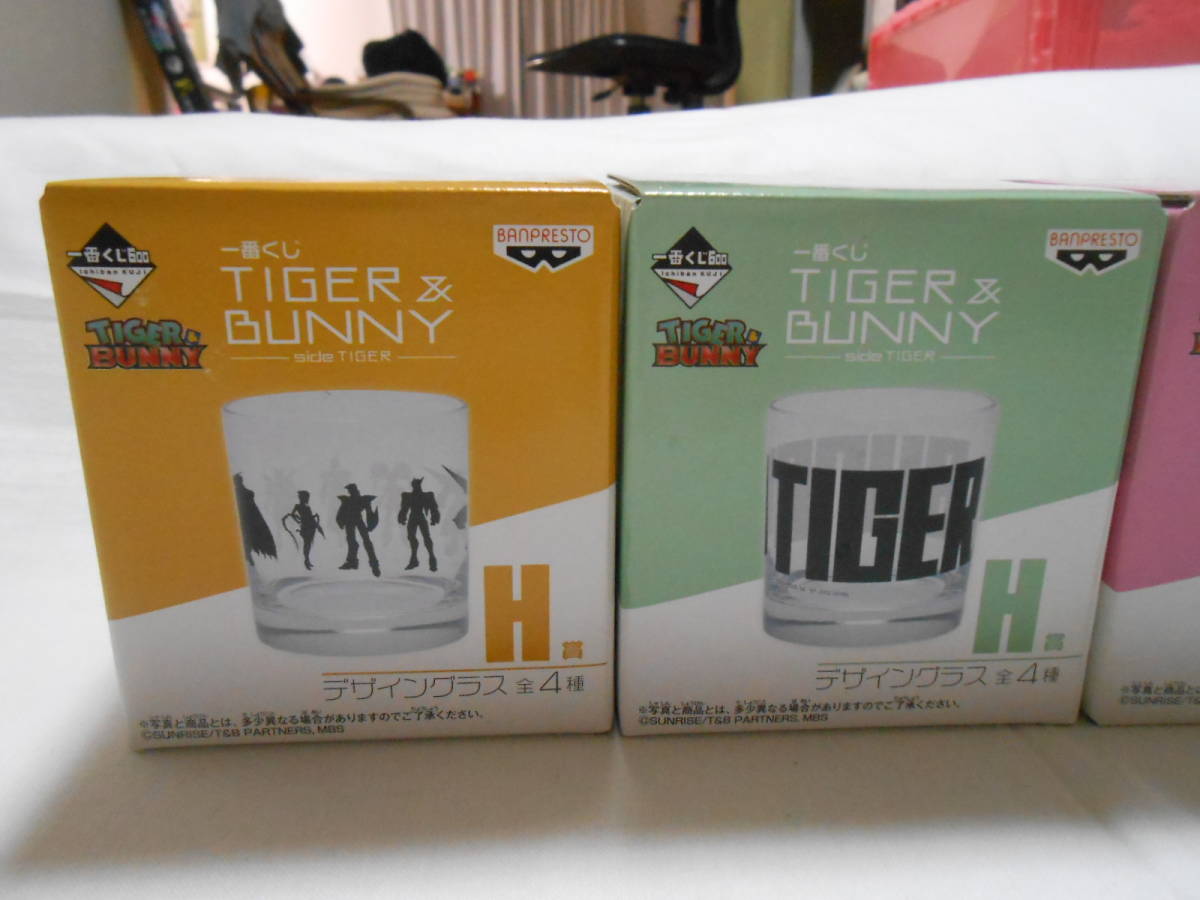 一番くじ600
Ichiban KUJI
TIGER &
BUNNY
一番くじ
TIGER &
BUNNY
side TIGER
BANPRESTO
H賞
デザイングラス 全4種
※写真と商品とは、多少異なる場合がありますのでご了承ください。
©SUNRISE/T&B PARTNERS, MBS
一番くじ600
Ichiban KUJI
TIGER &
BUNNY
一番くじ
TIGER &
BUNNY
side TIGER
BANPRESTO
TIGER
H賞
デザイングラス 全4種
※写真と商品とは、多少異なる場合がありますのでご了承ください。
©SUNRISE/T&B PARTNERS, MBS
※写真と
©SUNRISE